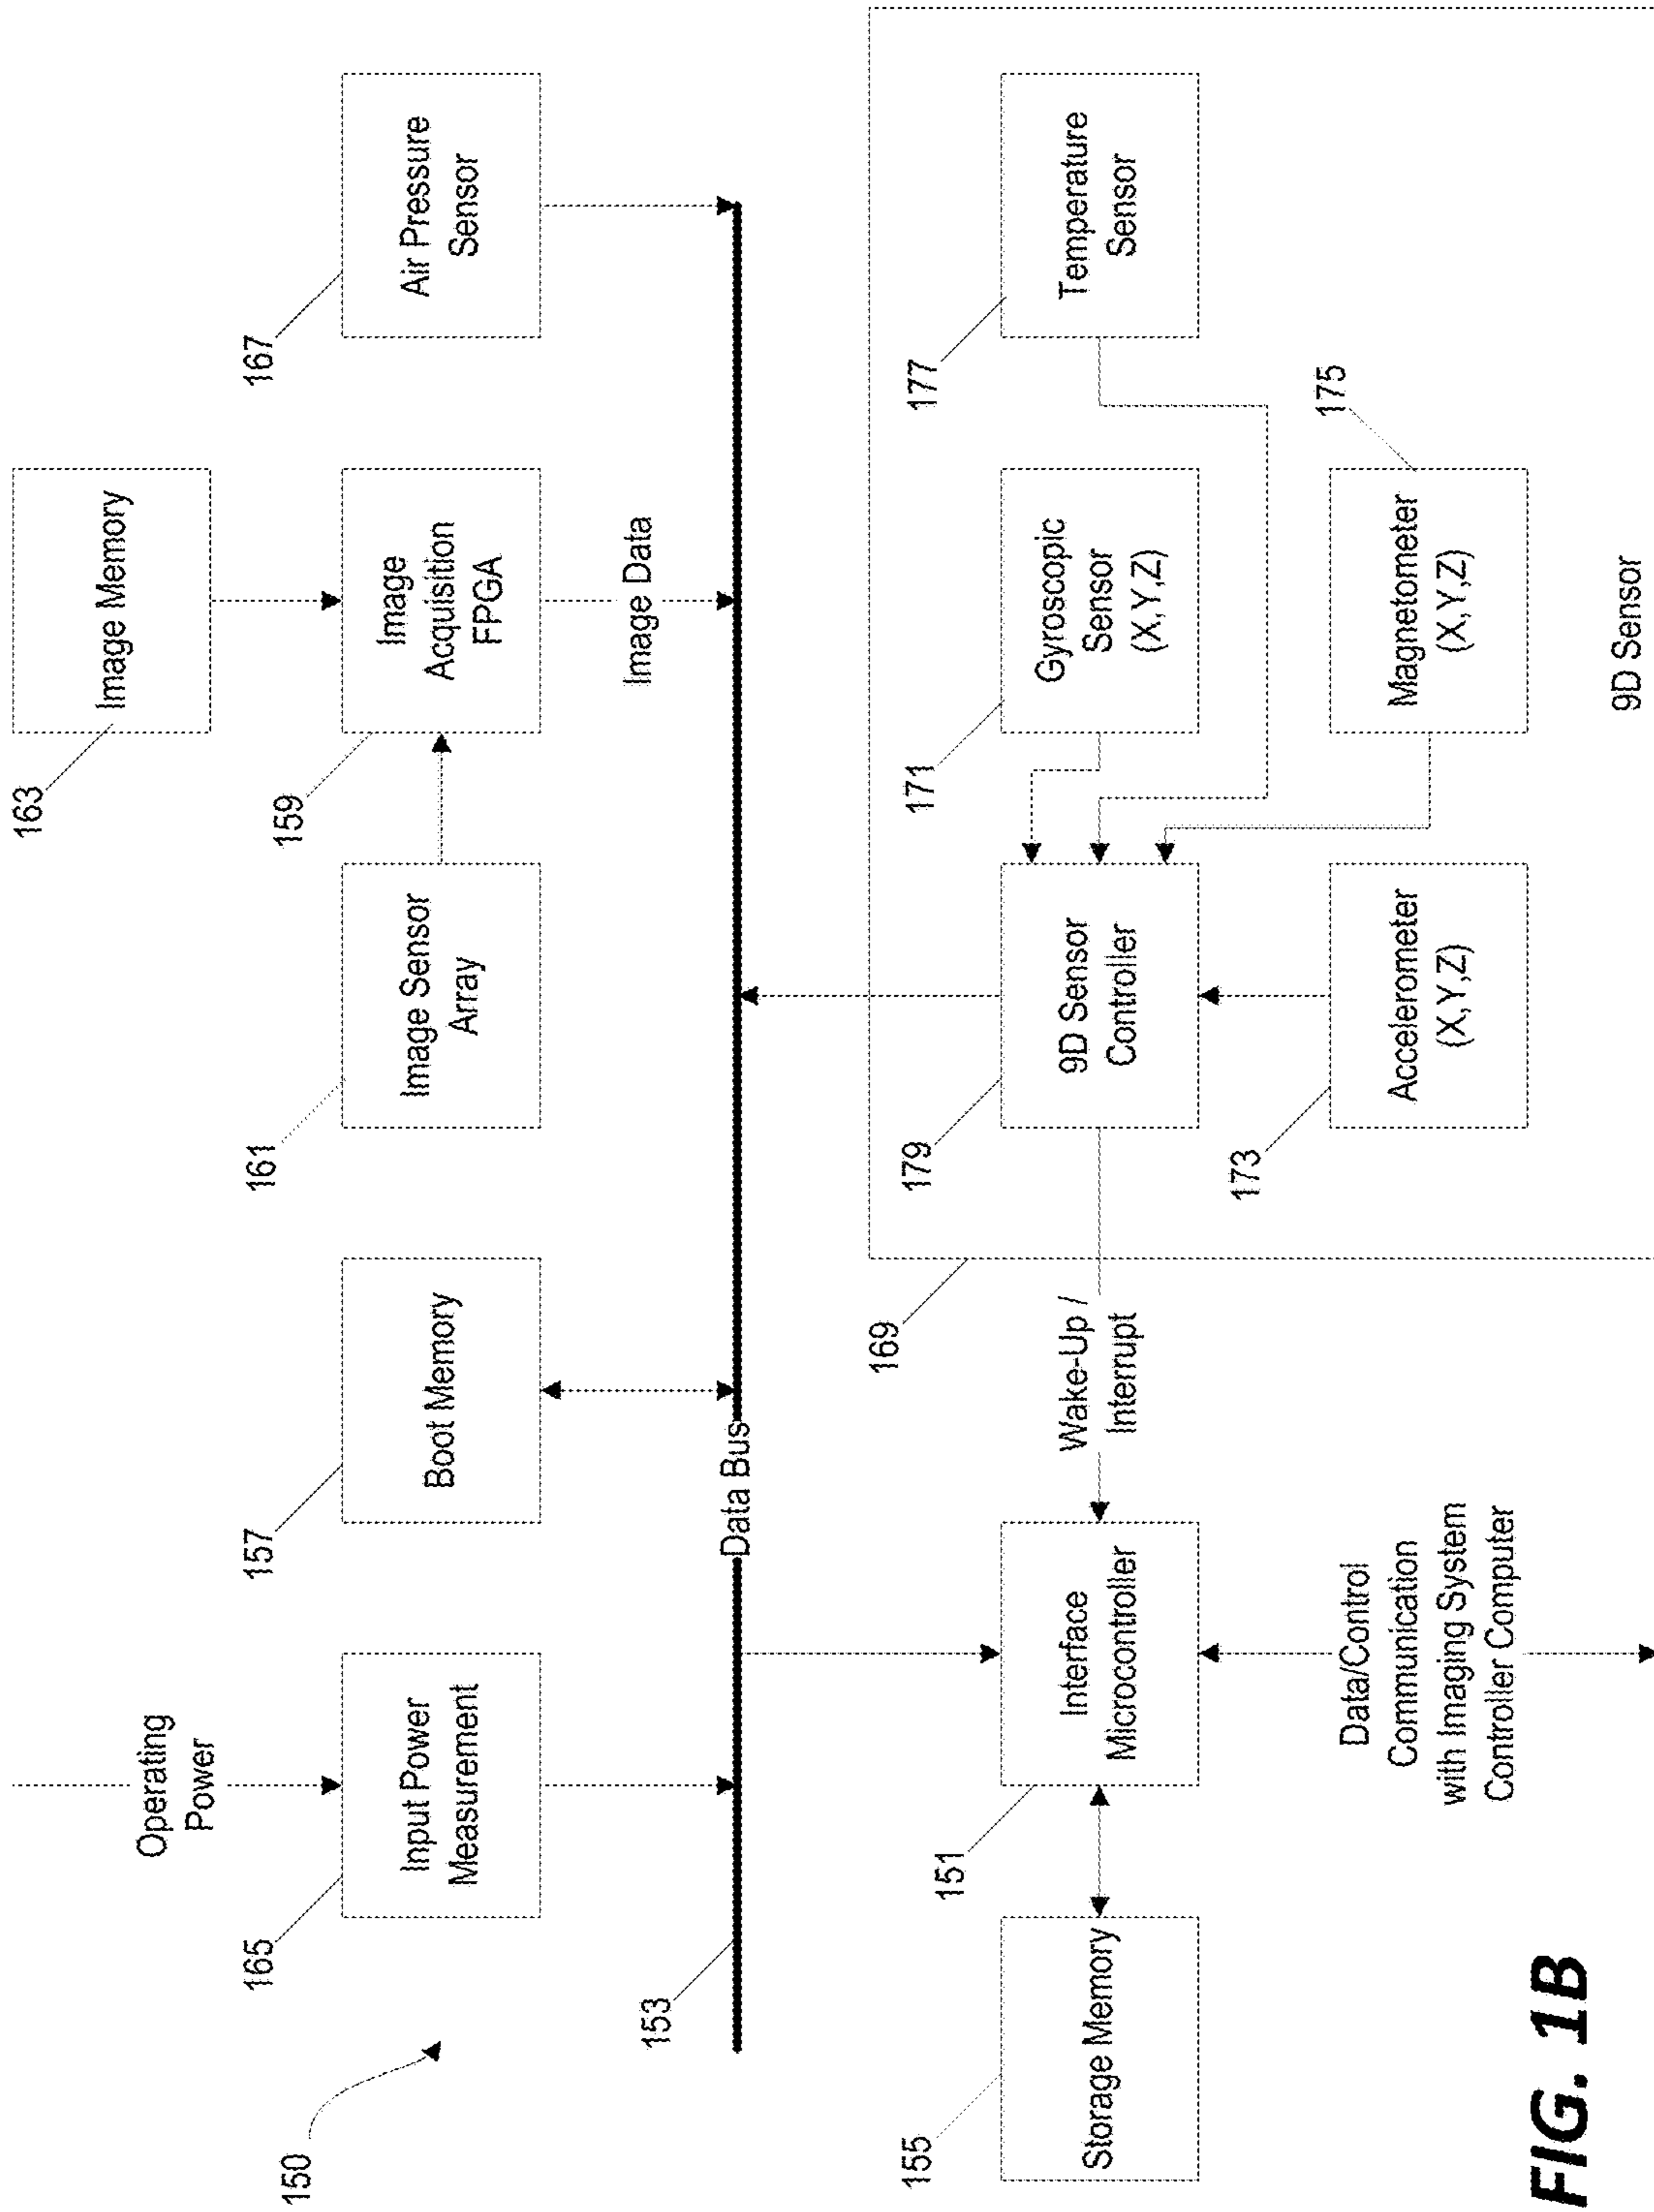 150
Operating
Power
165
Input Power
Measurement
157
Boot Memory
161
Image Sensor
Array
163
Image Memory
159
Image
Acquisition
FPGA
Image Data
167
Air Pressure
Sensor
153
Data Bus
155
Storage Memory
151
Interface
Microcontroller
Wake-Up /
Interrupt
Data/Control
Communication
with Imaging System
Controller Computer
169
179
9D Sensor
Controller
171
Gyroscopic
Sensor
(X,Y,Z)
177
Temperature
Sensor
173
Accelerometer
(X,Y,Z)
175
Magnetometer
(X,Y,Z)
9D Sensor
FIG. 1B